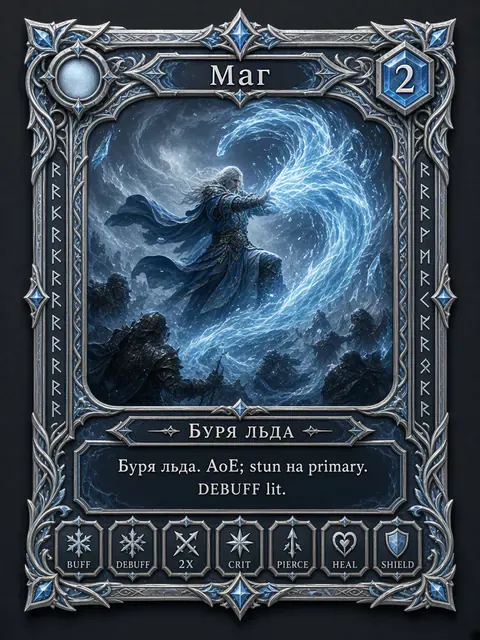 Маг
2
Буря льда
Буря льда. AoE; stun на primary.
DEBUFF lit.
BUFF
DEBUFF
2X
CRIT
PIERCE
HEAL
SHIELD